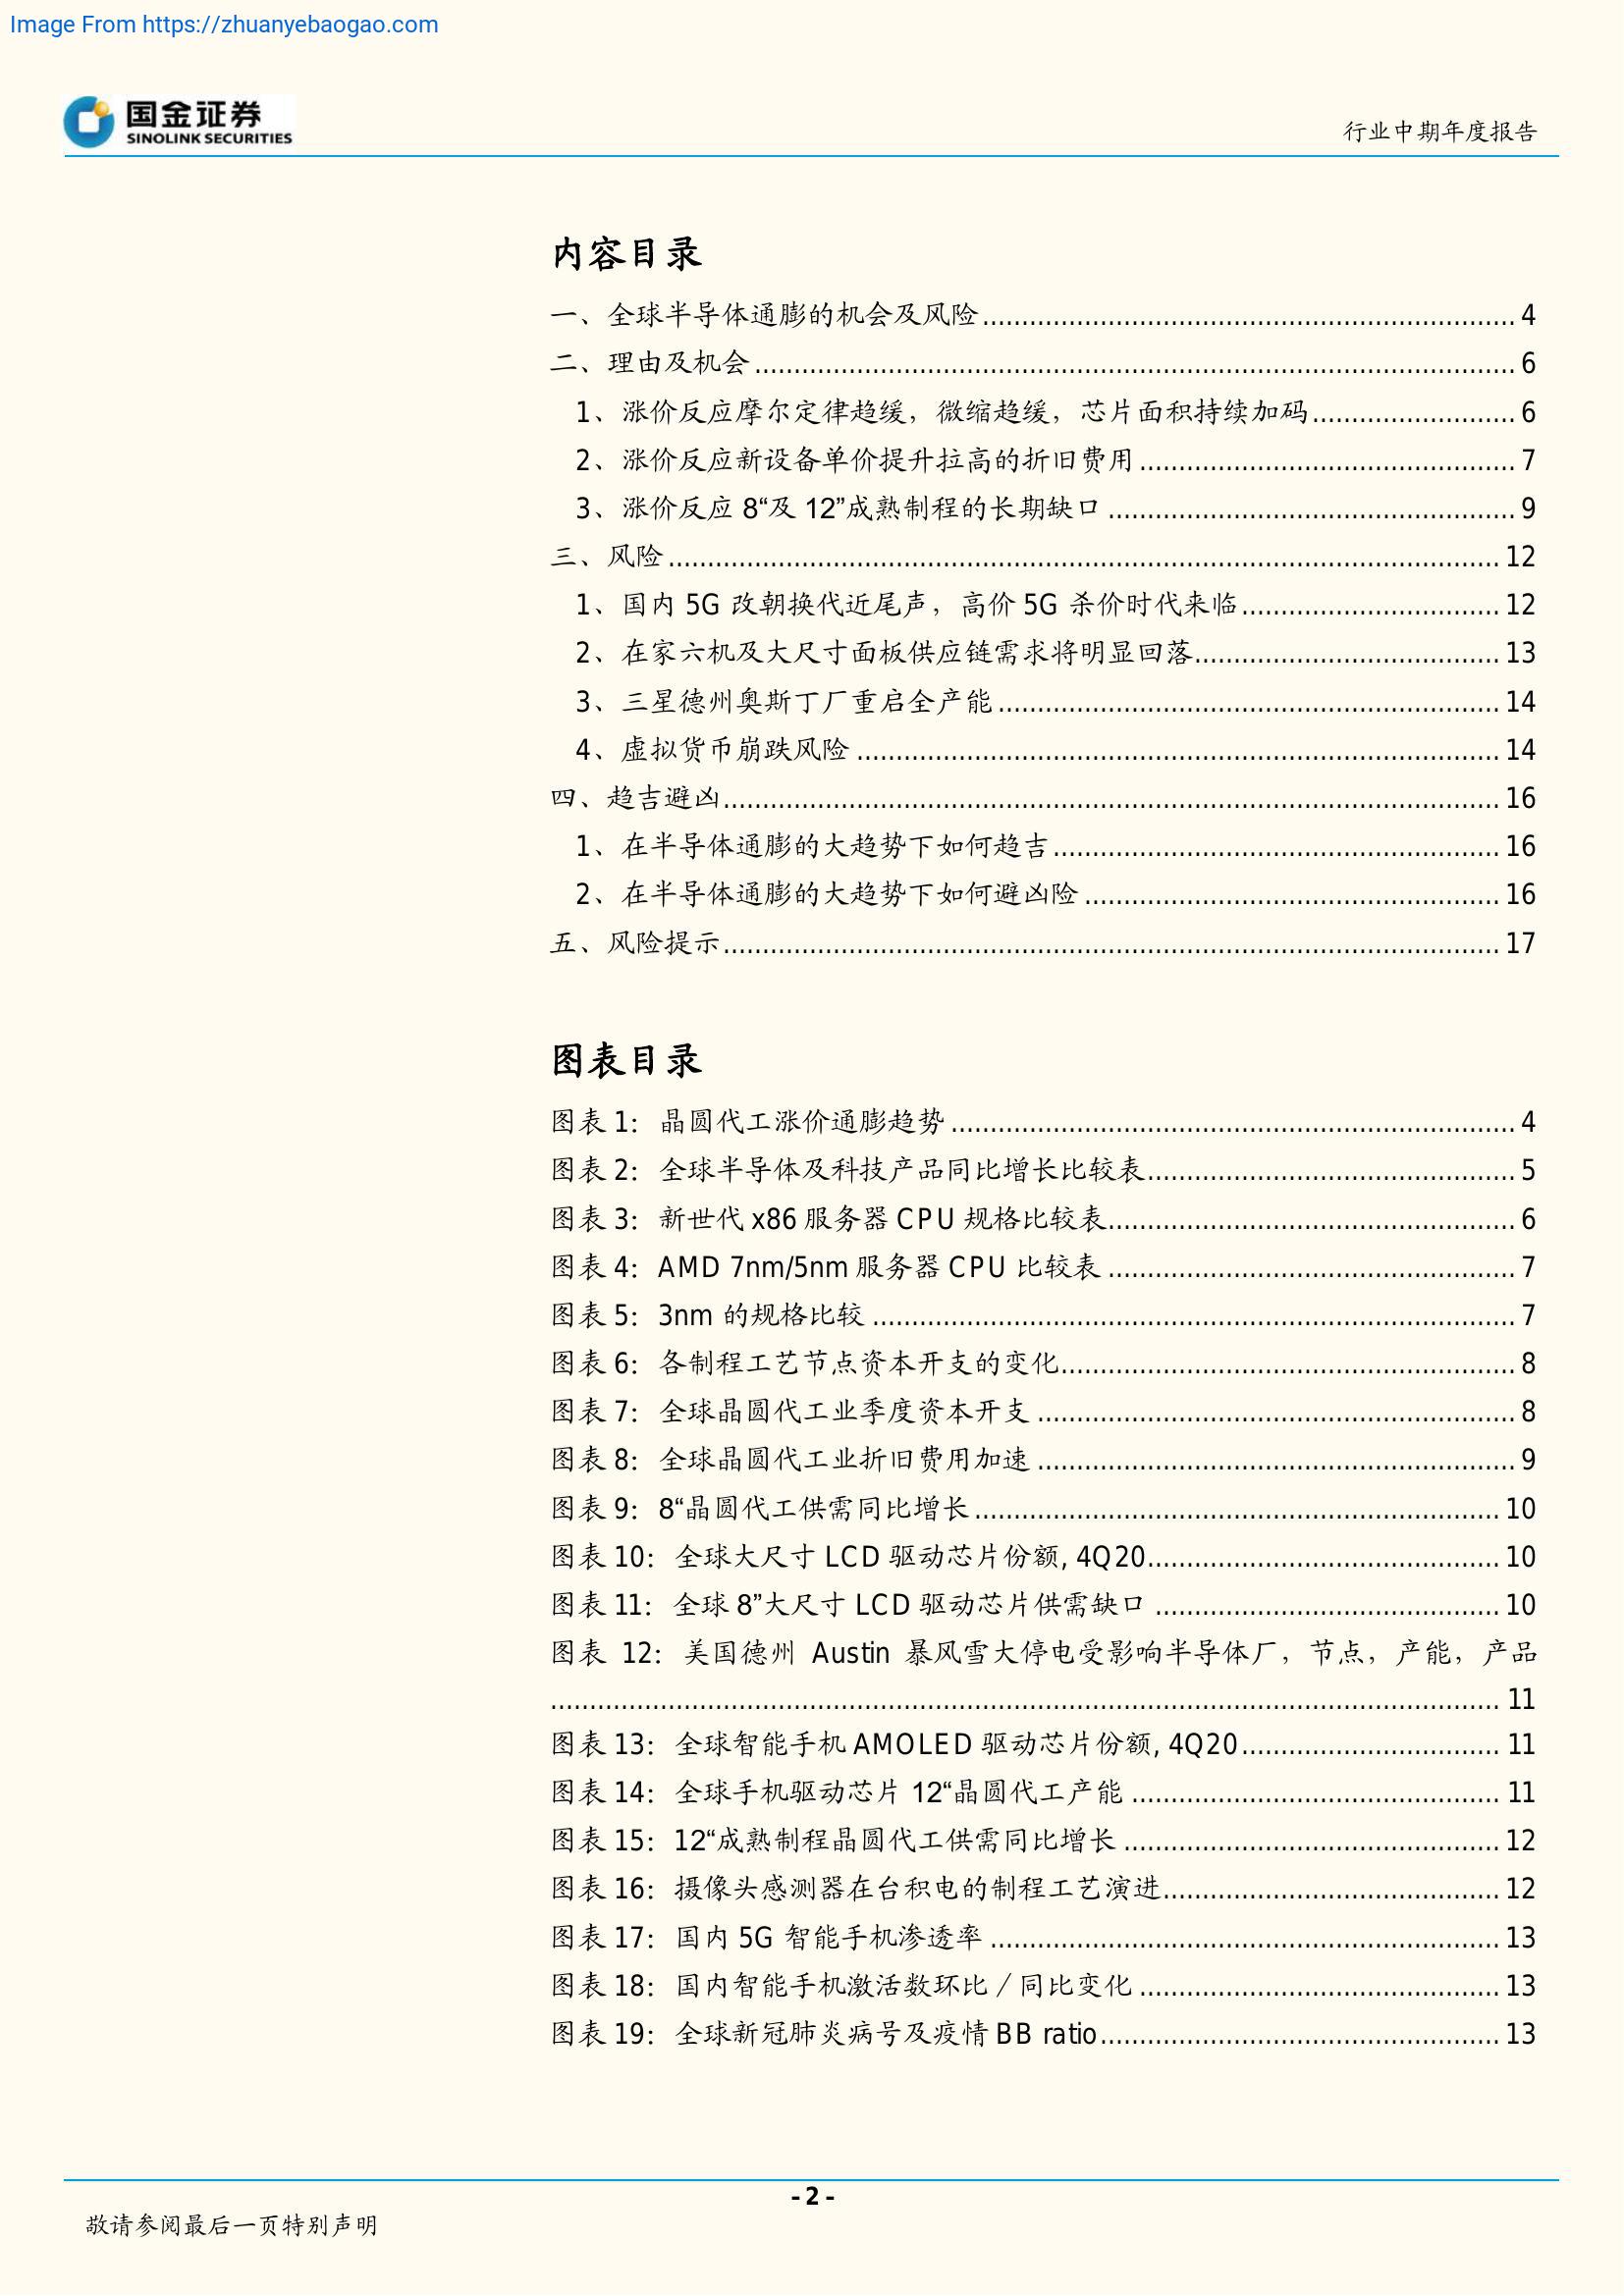 Image From https://zhuanyebaogao.com
国金证券
SINOLINK SECURITIES
行业中期年度报告
内容目录
一、全球半导体通膨的机会及风险 4
二、理由及机会 6
1、涨价反应摩尔定律趋缓，微缩趋缓，芯片面积持续加码 6
2、涨价反应新设备单价提升拉高的折旧费用 7
3、涨价反应 8“及 12”成熟制程的长期缺口 9
三、风险 12
1、国内 5G 改朝换代近尾声，高价 5G 杀价时代来临 12
2、在家六机及大尺寸面板供应链需求将明显回落 13
3、三星德州奥斯丁厂重启全产能 14
4、虚拟货币崩跌风险 14
四、趋吉避凶 16
1、在半导体通膨的大趋势下如何趋吉 16
2、在半导体通膨的大趋势下如何避凶险 16
五、风险提示 17
图表目录
图表 1：晶圆代工涨价通膨趋势 4
图表 2：全球半导体及科技产品同比增长比较表 5
图表 3：新世代 x86 服务器 CPU 规格比较表 6
图表 4：AMD 7nm/5nm 服务器 CPU 比较表 7
图表 5：3nm 的规格比较 7
图表 6：各制程工艺节点资本开支的变化 8
图表 7：全球晶圆代工业季度资本开支 8
图表 8：全球晶圆代工业折旧费用加速 9
图表 9：8“晶圆代工供需同比增长 10
图表 10：全球大尺寸 LCD 驱动芯片份额, 4Q20 10
图表 11：全球 8”大尺寸 LCD 驱动芯片供需缺口 10
图表 12：美国德州 Austin 暴风雪大停电受影响半导体厂，节点，产能，产品
11
图表 13：全球智能手机 AMOLED 驱动芯片份额, 4Q20 11
图表 14：全球手机驱动芯片 12“晶圆代工产能 11
图表 15：12“成熟制程晶圆代工供需同比增长 12
图表 16：摄像头感测器在台积电的制程工艺演进 12
图表 17：国内 5G 智能手机渗透率 13
图表 18：国内智能手机激活数环比／同比变化 13
图表 19：全球新冠肺炎病号及疫情 BB ratio 13
- 2 -
敬请参阅最后一页特别声明